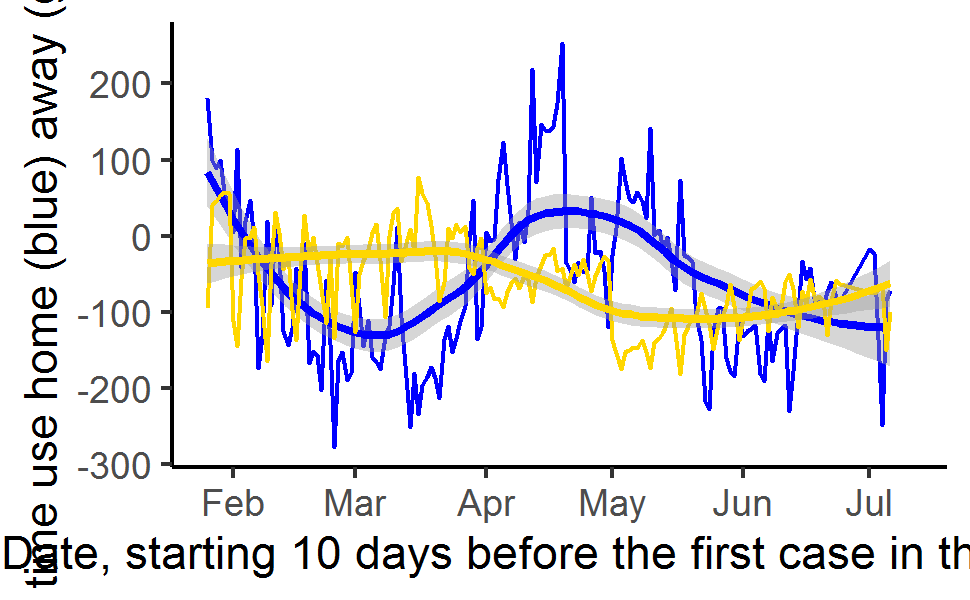 time use home (blue) away (
200
100
0
-100
-200
-300
Feb Mar Apr May Jun Jul
Date, starting 10 days before the first case in th